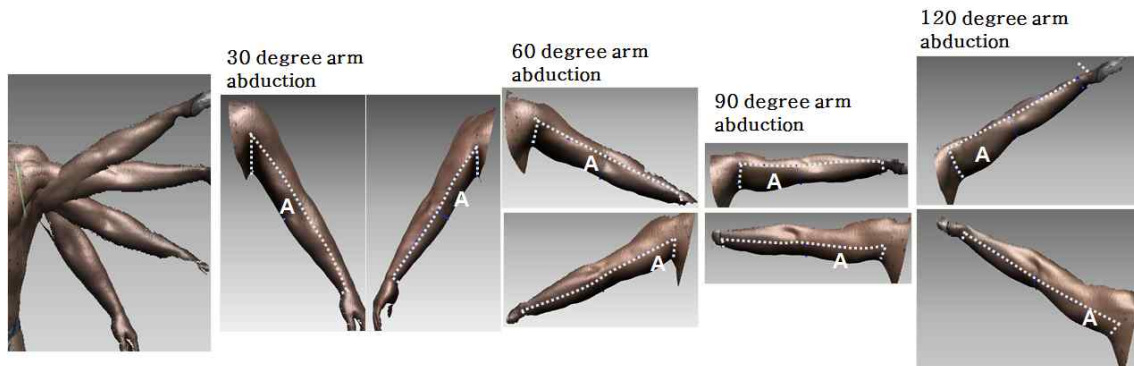 30 degree arm
abduction
A
A
60 degree arm
abduction
A
A
90 degree arm
abduction
A
A
120 degree arm
abduction
A
A